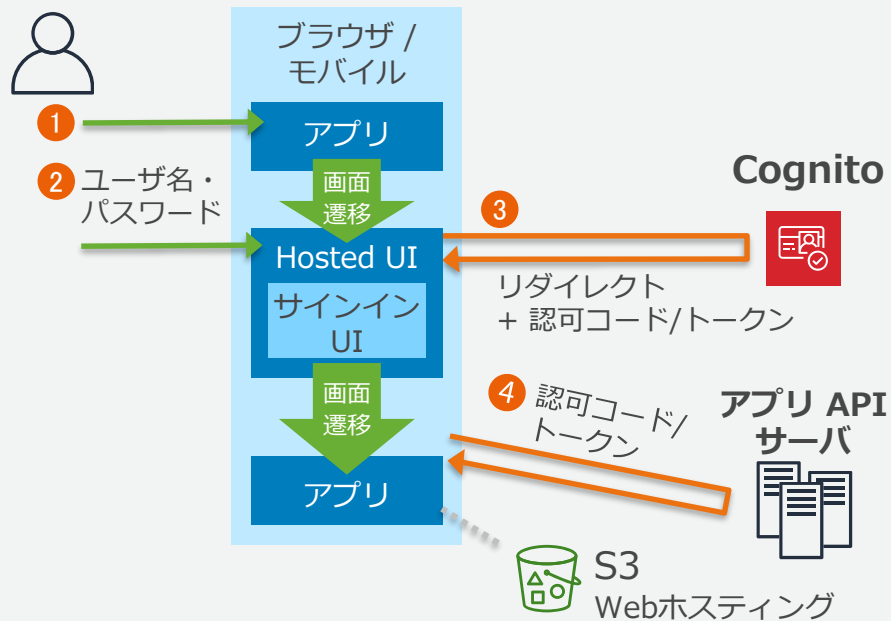 ブラウザ /
モバイル
1
アプリ
2
ユーザ名・
パスワード
画面
遷移
3
Cognito
Hosted UI
サインイン
UI
リダイレクト
+ 認可コード/トークン
画面
遷移
4
認可コード/
トークン
アプリ API
サーバ
アプリ
S3
Webホスティング